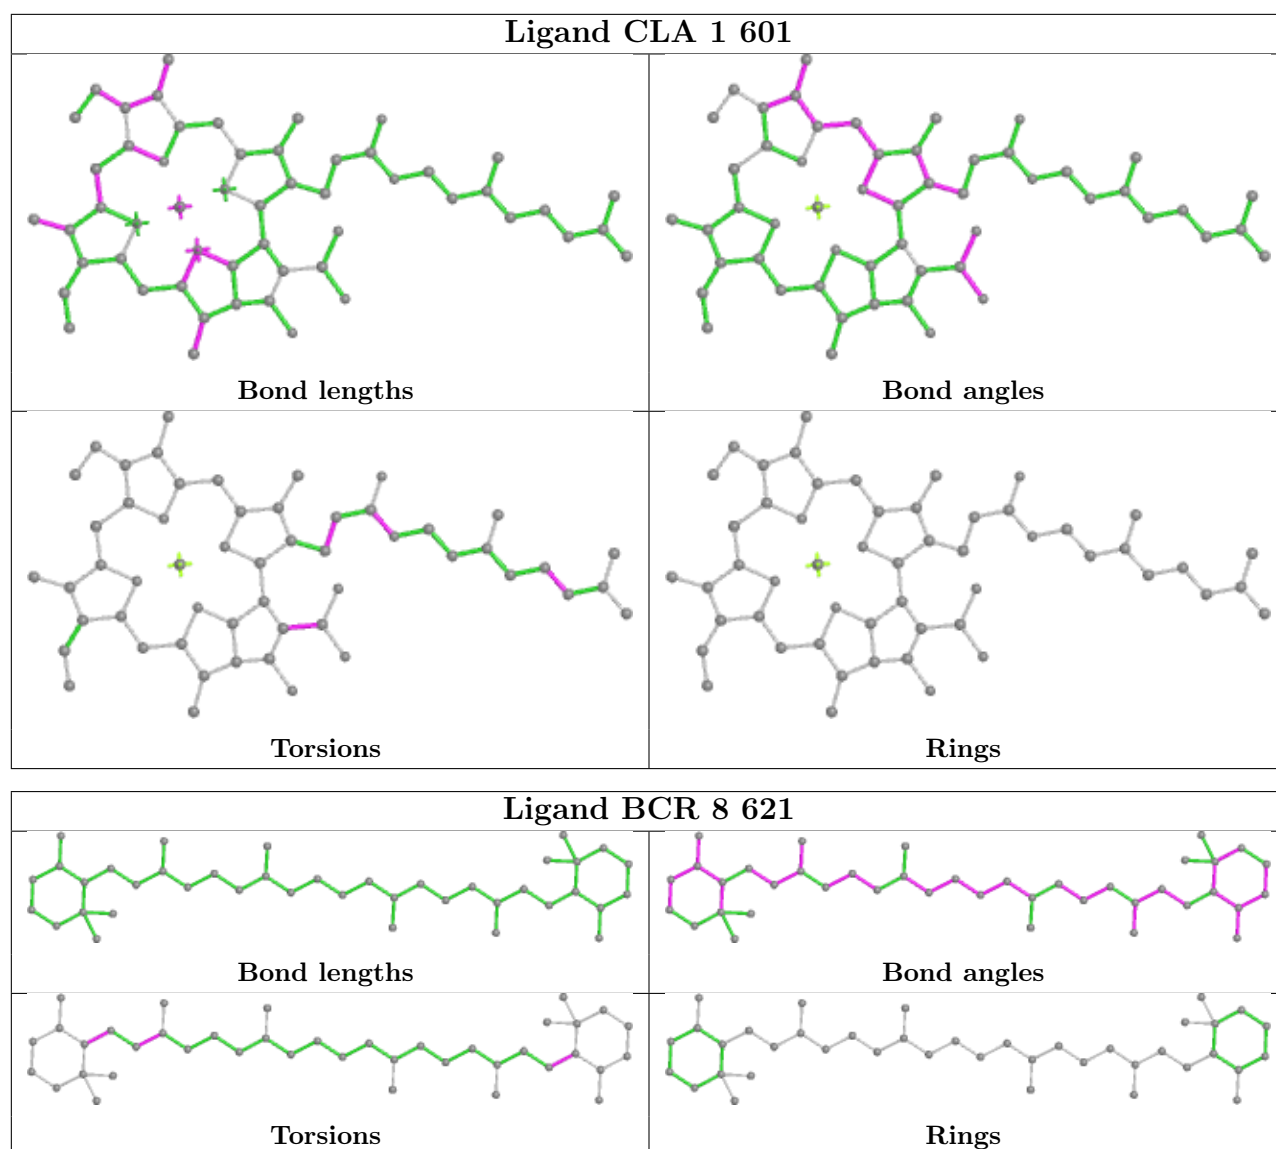 Ligand CLA 1 601
Bond lengths
Bond angles
Torsions
Rings
Ligand BCR 8 621
Bond lengths
Bond angles
Torsions
Rings